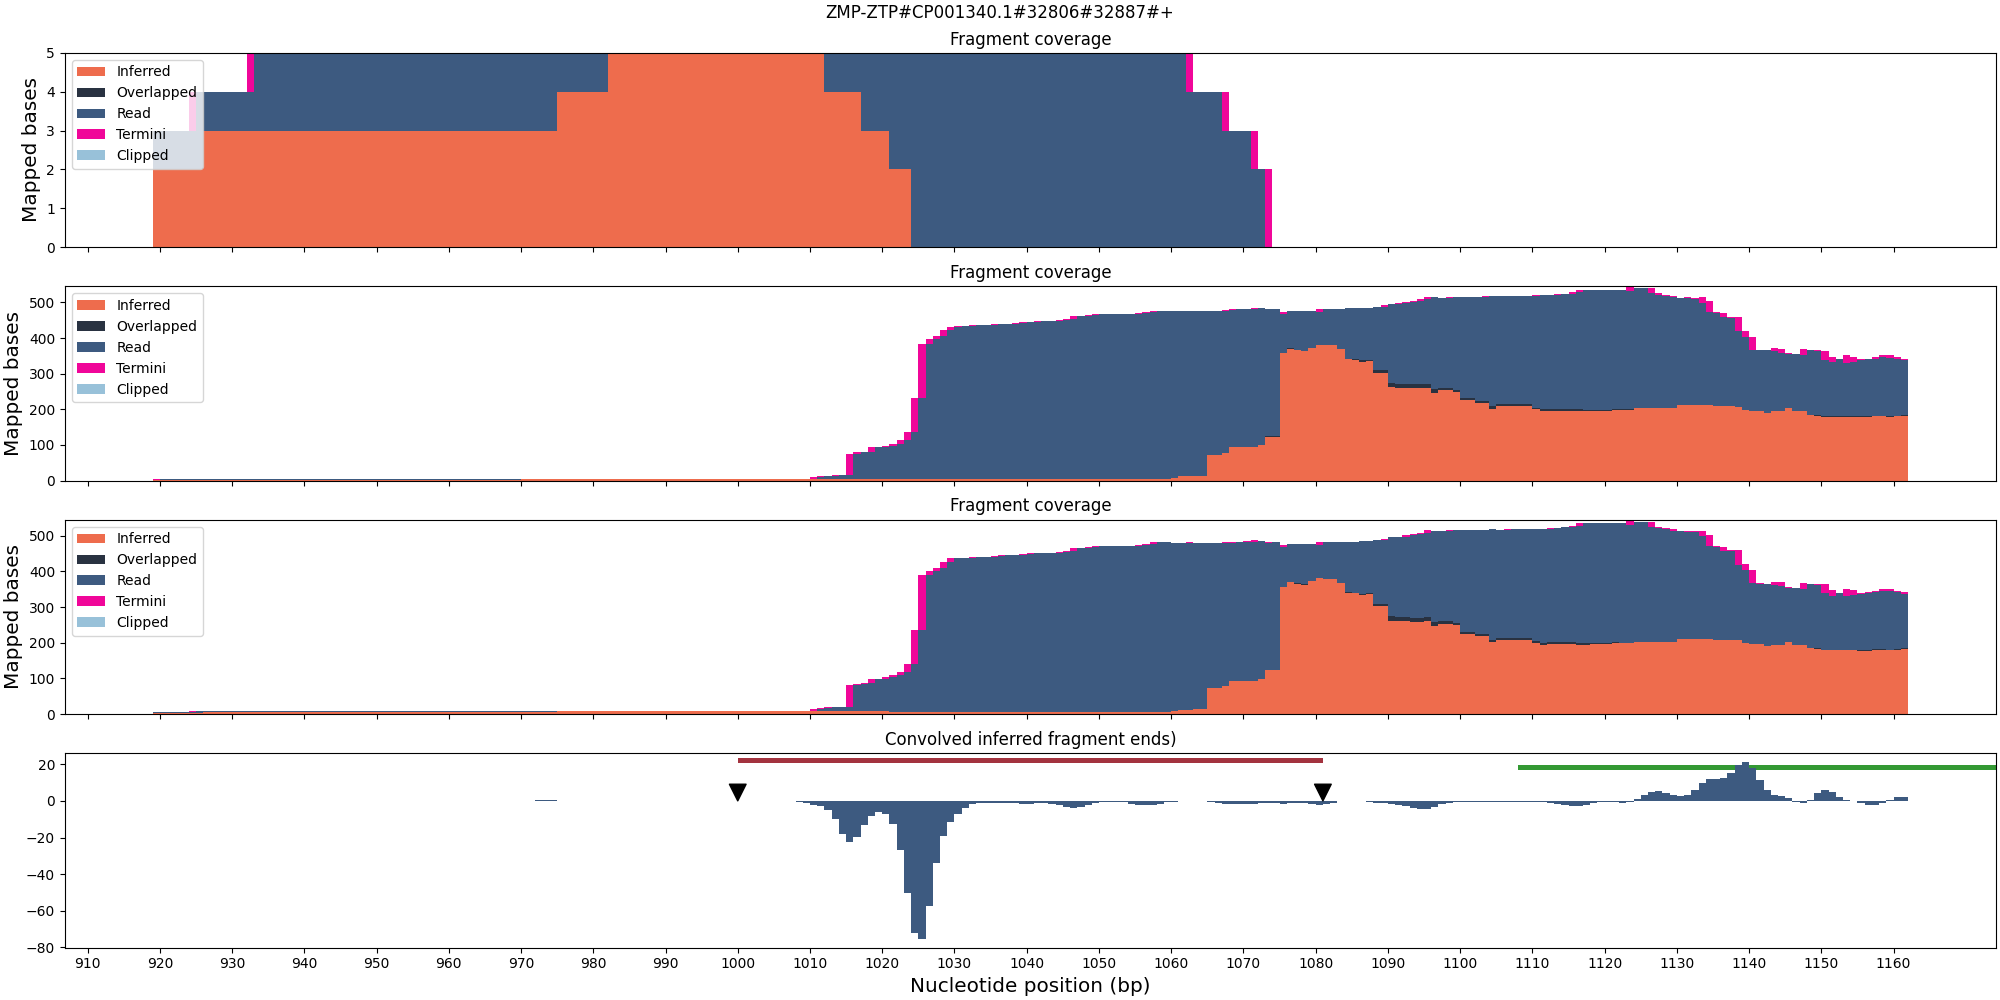 ZMP-ZTP#CP001340.1#32806#32887#+
Fragment coverage
Mapped bases
5
4
3
2
1
0
Inferred
Overlapped
Read
Termini
Clipped
Fragment coverage
Mapped bases
500
400
300
200
100
0
Inferred
Overlapped
Read
Termini
Clipped
Fragment coverage
Mapped bases
500
400
300
200
100
0
Inferred
Overlapped
Read
Termini
Clipped
Convolved inferred fragment ends)
20
0
−20
−40
−60
−80
910 920 930 940 950 960 970 980 990 1000 1010 1020 1030 1040 1050 1060 1070 1080 1090 1100 1110 1120 1130 1140 1150 1160
Nucleotide position (bp)